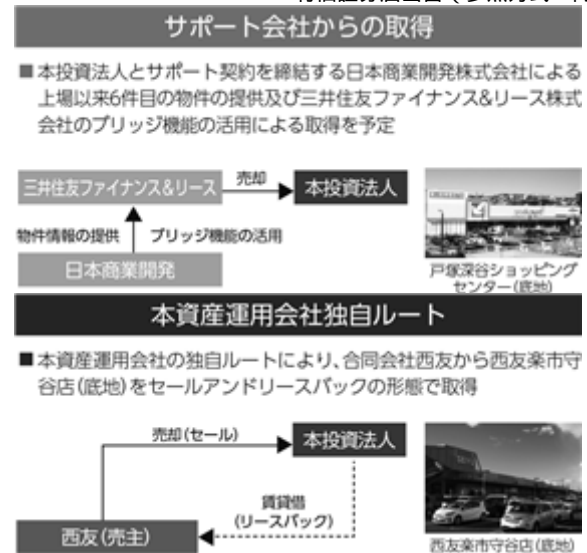 サポート会社からの取得
■本投資法人とサポート契約を締結する日本商業開発株式会社による
上場以来6件目の物件の提供及び三井住友ファイナンス&リース株式
会社のブリッジ機能の活用による取得を予定
三井住友ファイナンス&リース
売却
本投資法人
物件情報の提供
ブリッジ機能の活用
日本商業開発
戸塚深谷ショッピング
センター(底地)
本資産運用会社独自ルート
■本資産運用会社の独自ルートにより、合同会社西友から西友楽市守
谷店(底地)をセールアンドリースバックの形態で取得
売却(セール)
本投資法人
賃貸借
(リースバック)
西友(売主)
西友楽市守谷店(底地)